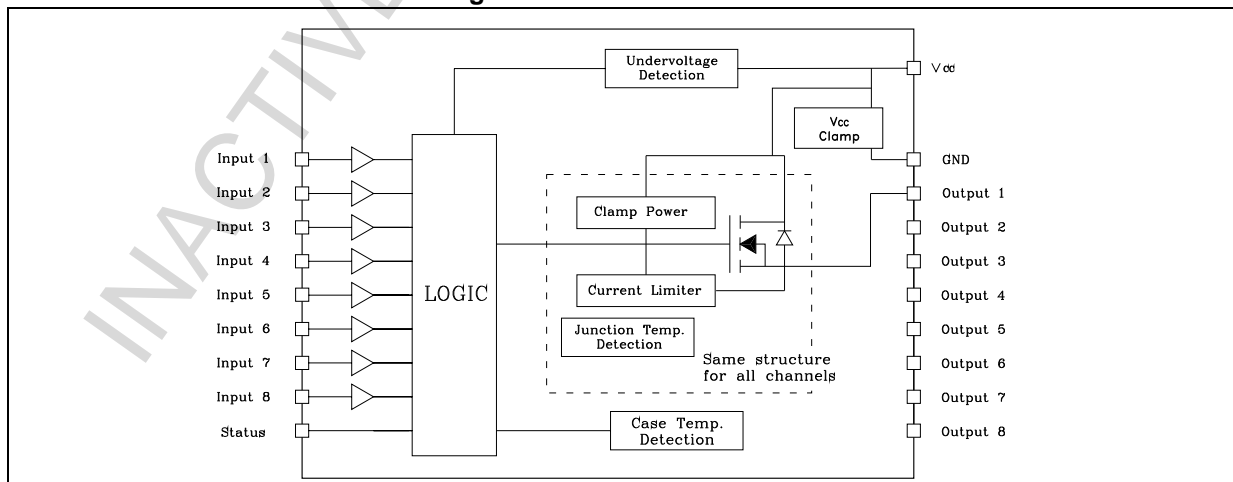 Undervoltage
Detection
Vcc
Vcc
Clamp
GND
Input 1
Input 2
Input 3
Input 4
Input 5
Input 6
Input 7
Input 8
Status
LOGIC
Clamp Power
Current Limiter
Junction Temp.
Detection
Same structure
for all channels
Case Temp.
Detection
Output 1
Output 2
Output 3
Output 4
Output 5
Output 6
Output 7
Output 8
INACTIVE